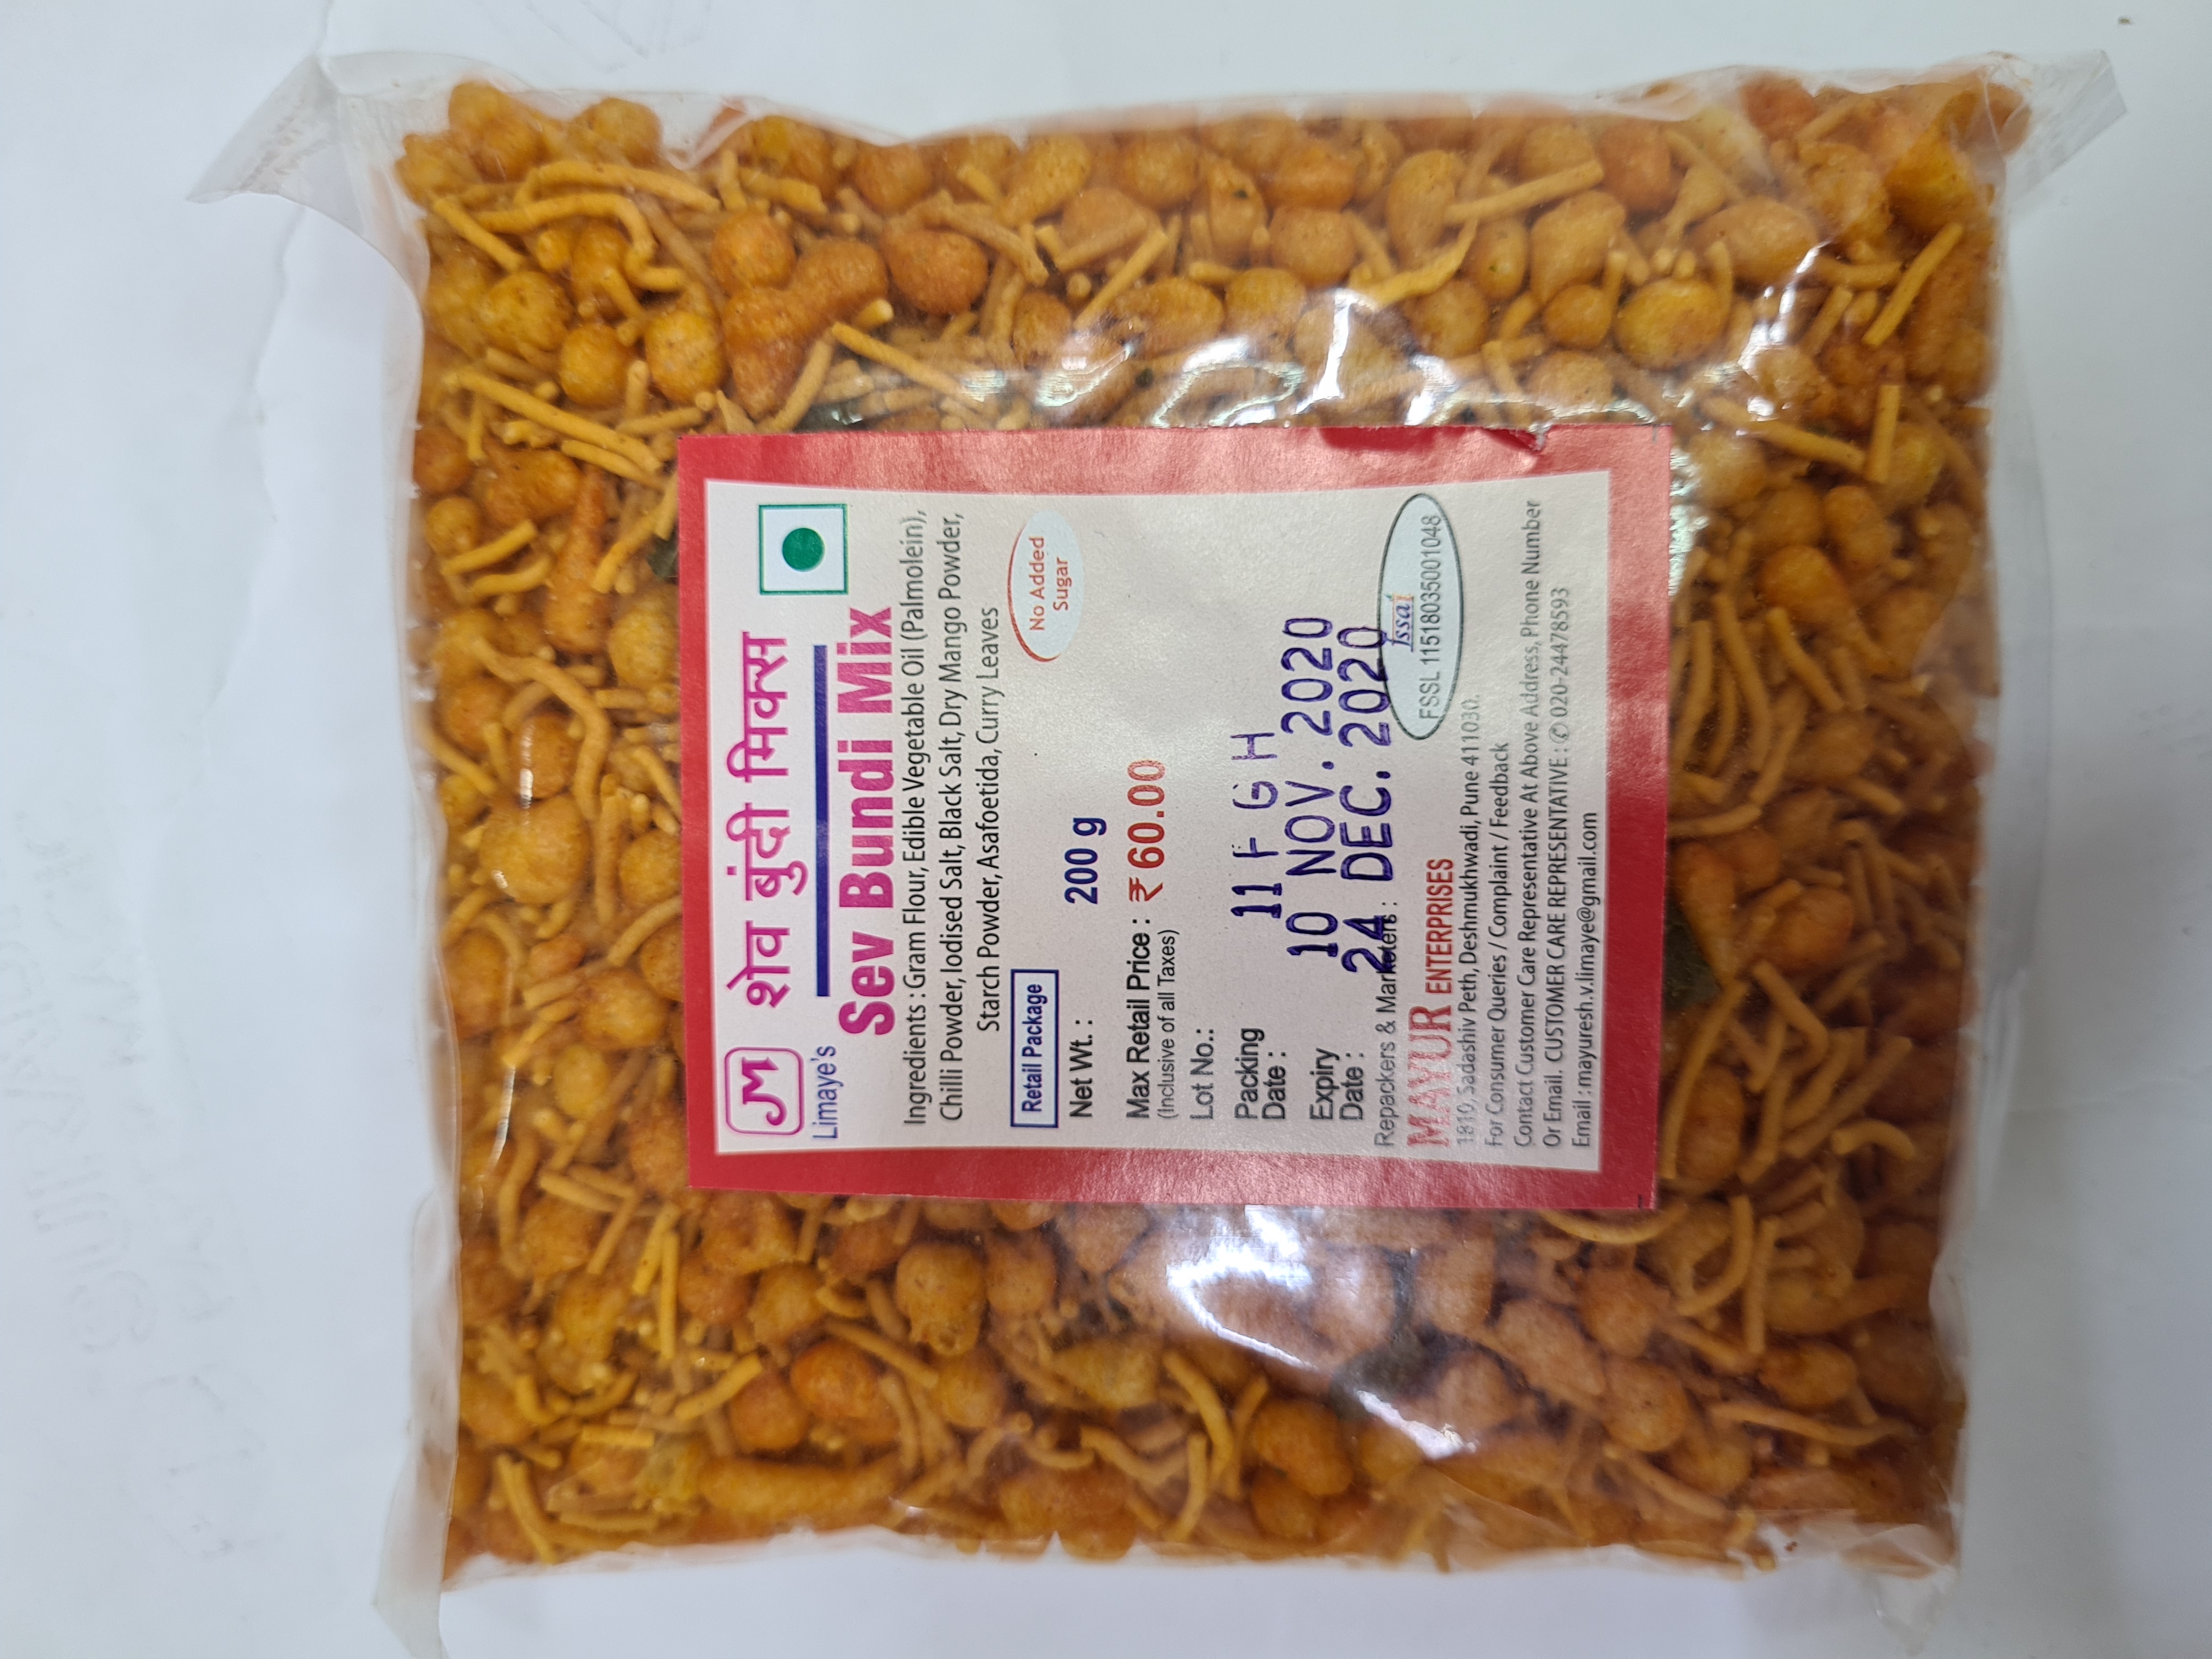 JM
Limaye's
शेव बुंदी मिक्स
Sev Bundi Mix
Ingredients : Gram Flour, Edible Vegetable Oil (Palmolein),
Chilli Powder, Iodised Salt, Black Salt, Dry Mango Powder,
Starch Powder, Asafoetida, Curry Leaves
Retail Package
No Added
Sugar
Net Wt. : 200 g
Max Retail Price : ₹ 60.00
(Inclusive of all Taxes)
Lot No.:
Packing
Date : 11 F G H
Expiry 10 NOV. 2020
Date : 24 DEC. 2020
Repackers & Marketers :
fssai
MAYUR ENTERPRISES
FSSL 11518035001048
1810, Sadashiv Peth, Deshmukhwadi, Pune 411030.
For Consumer Queries / Complaint / Feedback
Contact Customer Care Representative At Above Address, Phone Number
Or Email. CUSTOMER CARE REPRESENTATIVE : ✆ 020-24478593
Email : mayuresh.v.limaye@gmail.com